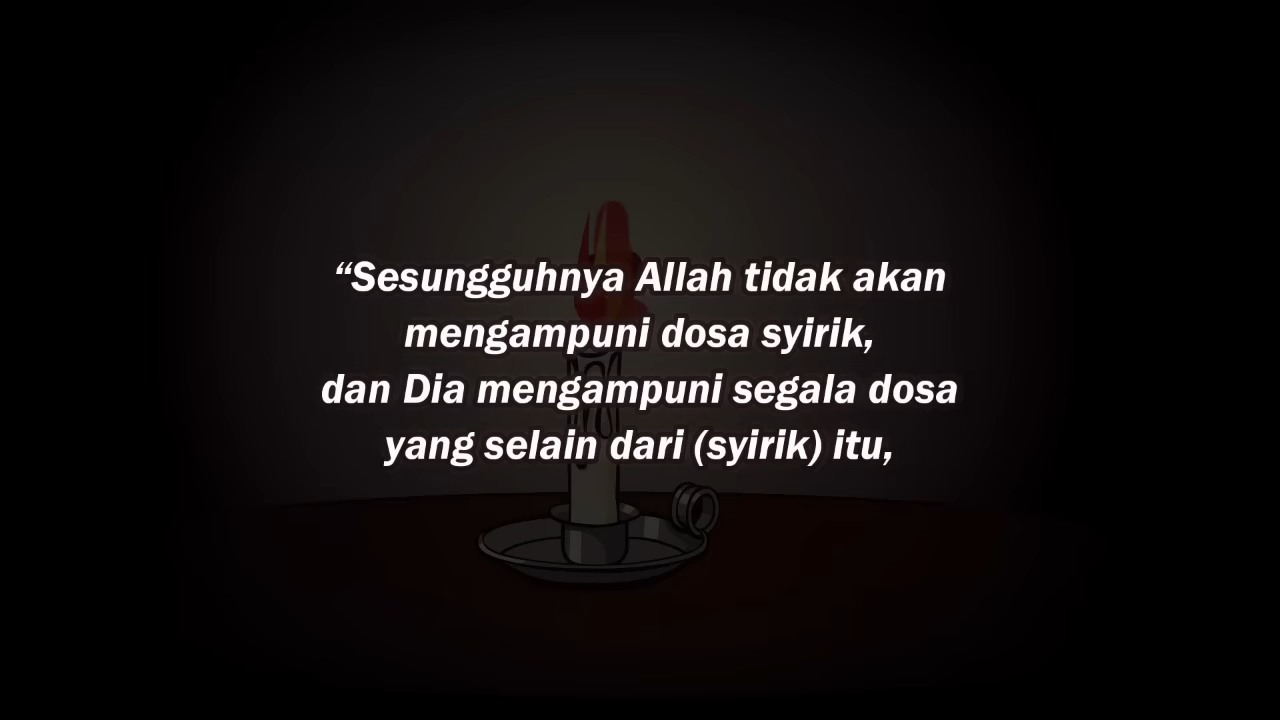 “Sesungguhnya Allah tidak akan
mengampuni dosa syirik,
dan Dia mengampuni segala dosa
yang selain dari (syirik) itu,